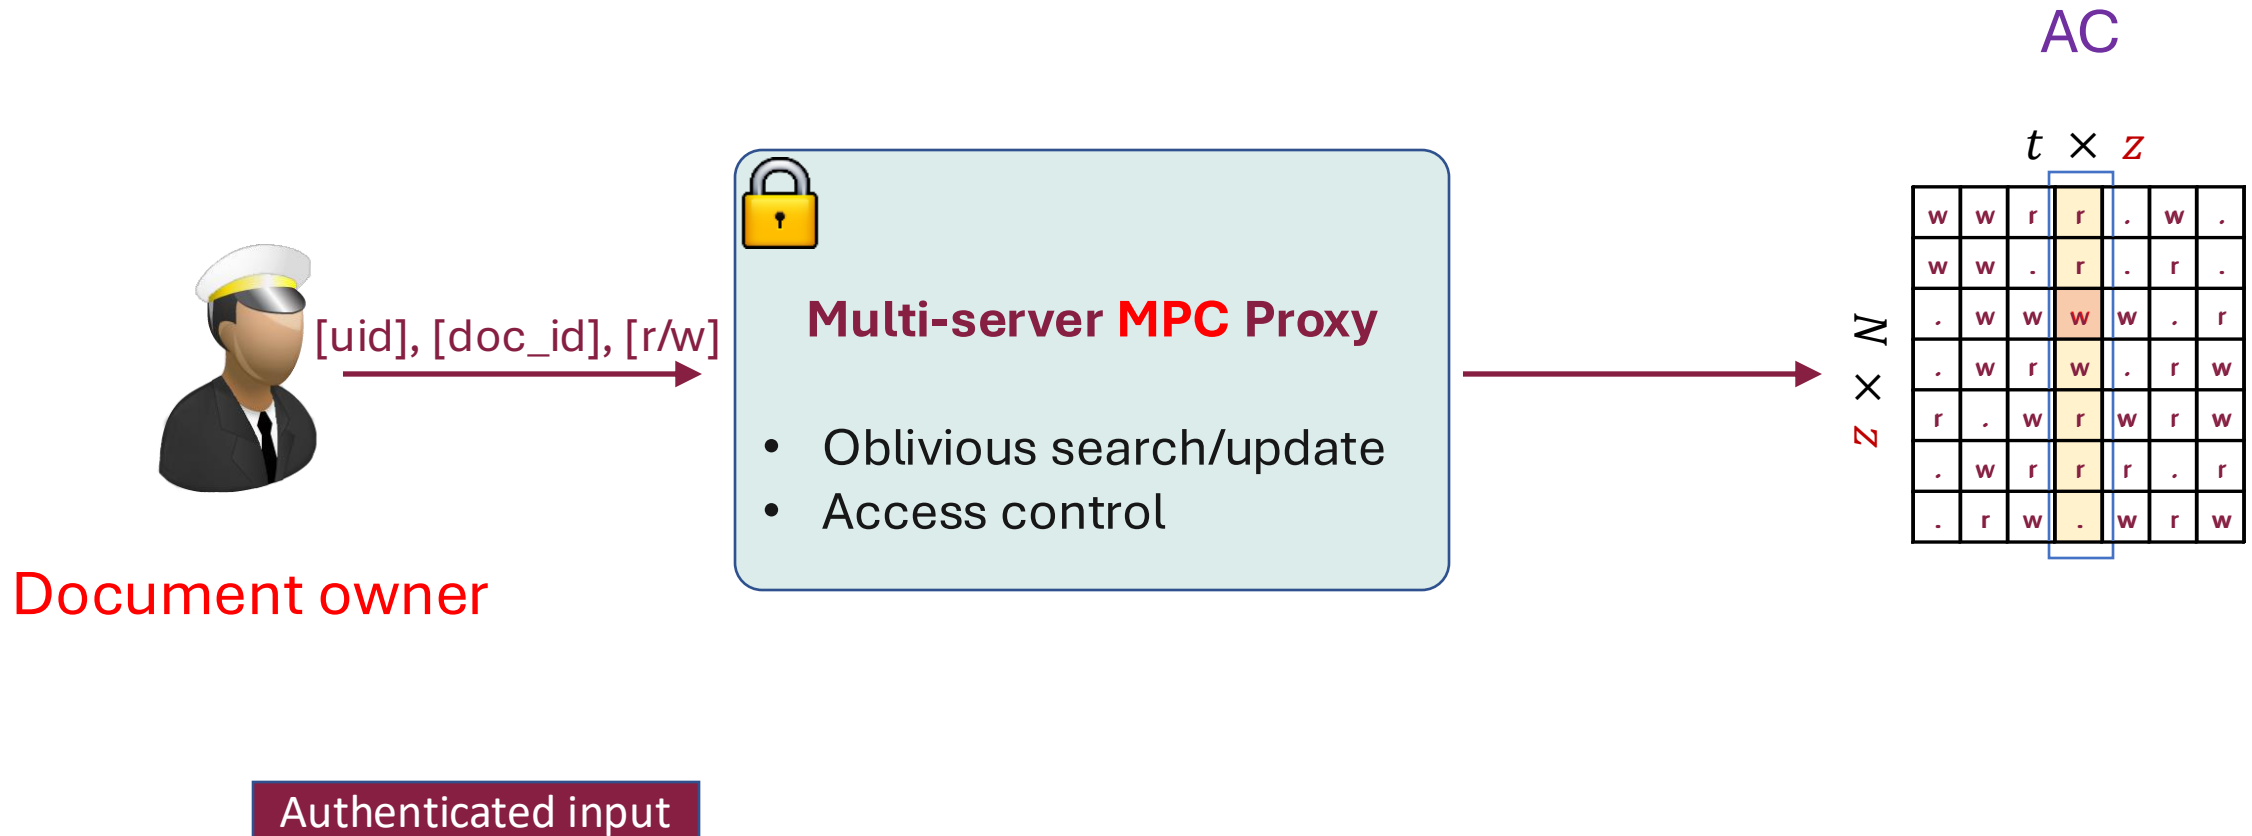 AC
t × z
[uid], [doc_id], [r/w]
Document owner
Multi-server MPC Proxy
• Oblivious search/update
• Access control
z × N
w w r r . w .
w w . r . r .
. w w w w . r
. w r w . r w
r . w r w r w
. w r r r . r
. r w . w r w
Authenticated input